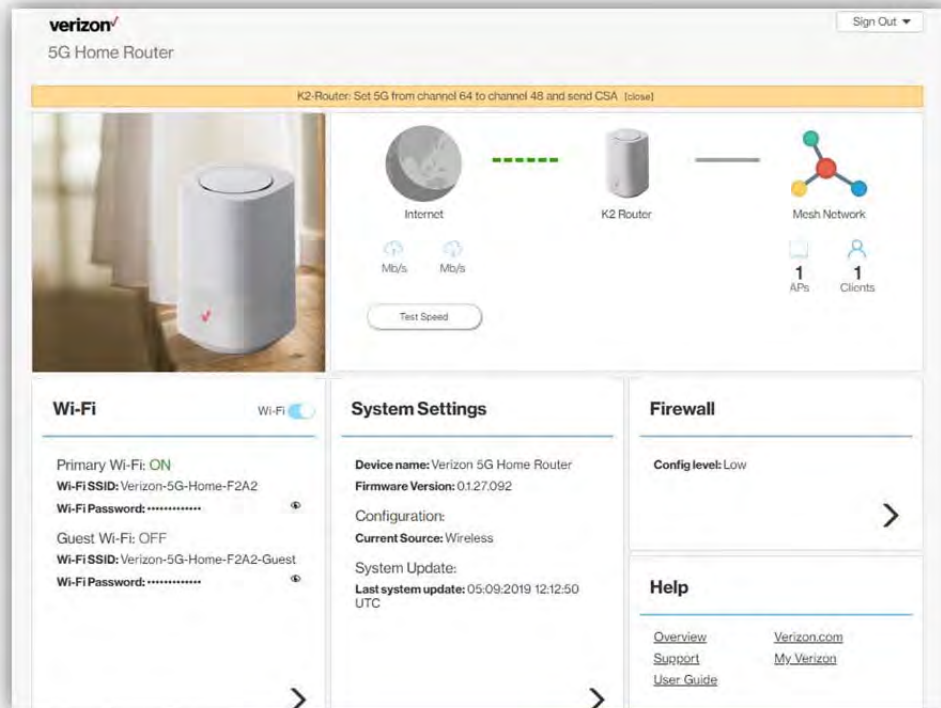 verizon✓
Sign Out ▼
5G Home Router
K2-Router: Set 5G from channel 64 to channel 48 and send CSA [close]
Internet
K2 Router
Mesh Network
Mb/s Mb/s
1 1
APs Clients
Test Speed
Wi-Fi Wi-Fi
Primary Wi-Fi: ON
Wi-Fi SSID: Verizon-5G-Home-F2A2
Wi-Fi Password: •••••••••••••
Guest Wi-Fi: OFF
Wi-Fi SSID: Verizon-5G-Home-F2A2-Guest
Wi-Fi Password: •••••••••••••
System Settings
Device name: Verizon 5G Home Router
Firmware Version: 0.1.27.092
Configuration:
Current Source: Wireless
System Update:
Last system update: 05:09:2019 12:12:50
UTC
Firewall
Config level: Low
Help
Overview Verizon.com
Support My Verizon
User Guide